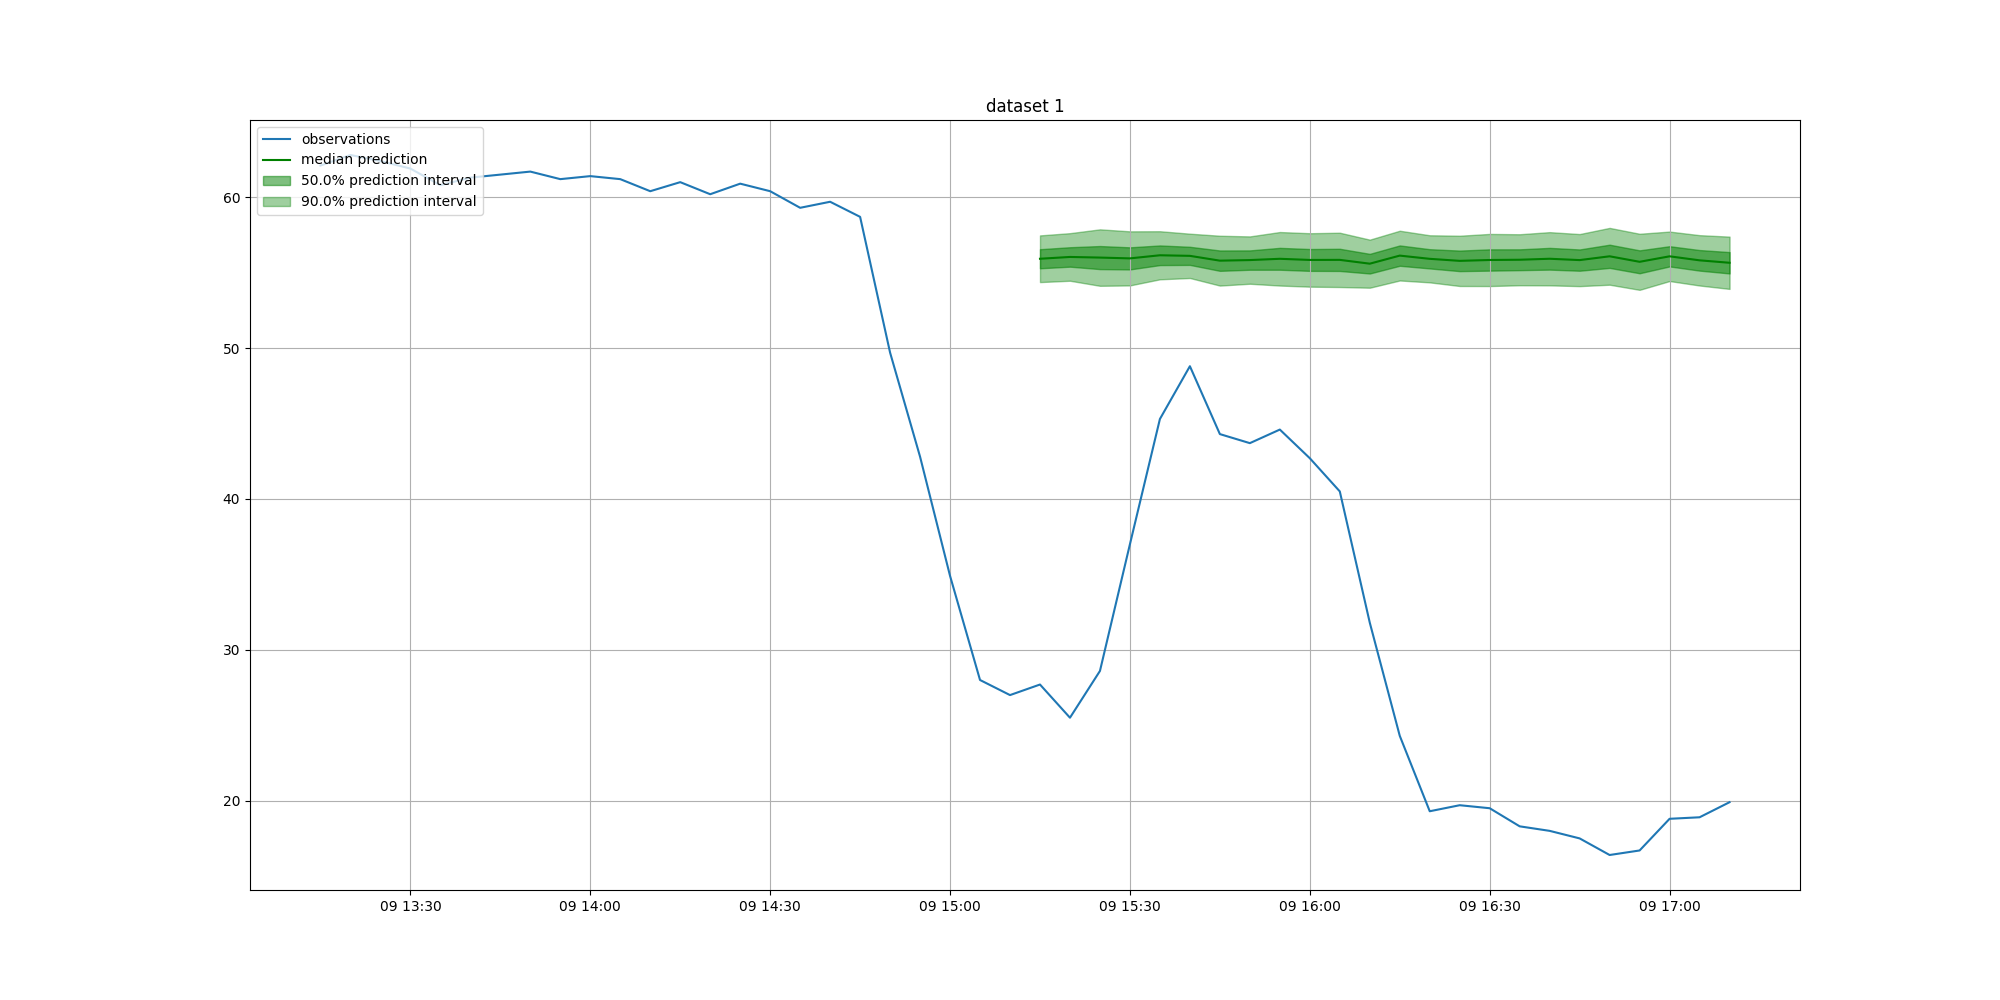 dataset 1
observations
median prediction
50.0% prediction interval
90.0% prediction interval
60
50
40
30
20
09 13:30
09 14:00
09 14:30
09 15:00
09 15:30
09 16:00
09 16:30
09 17:00